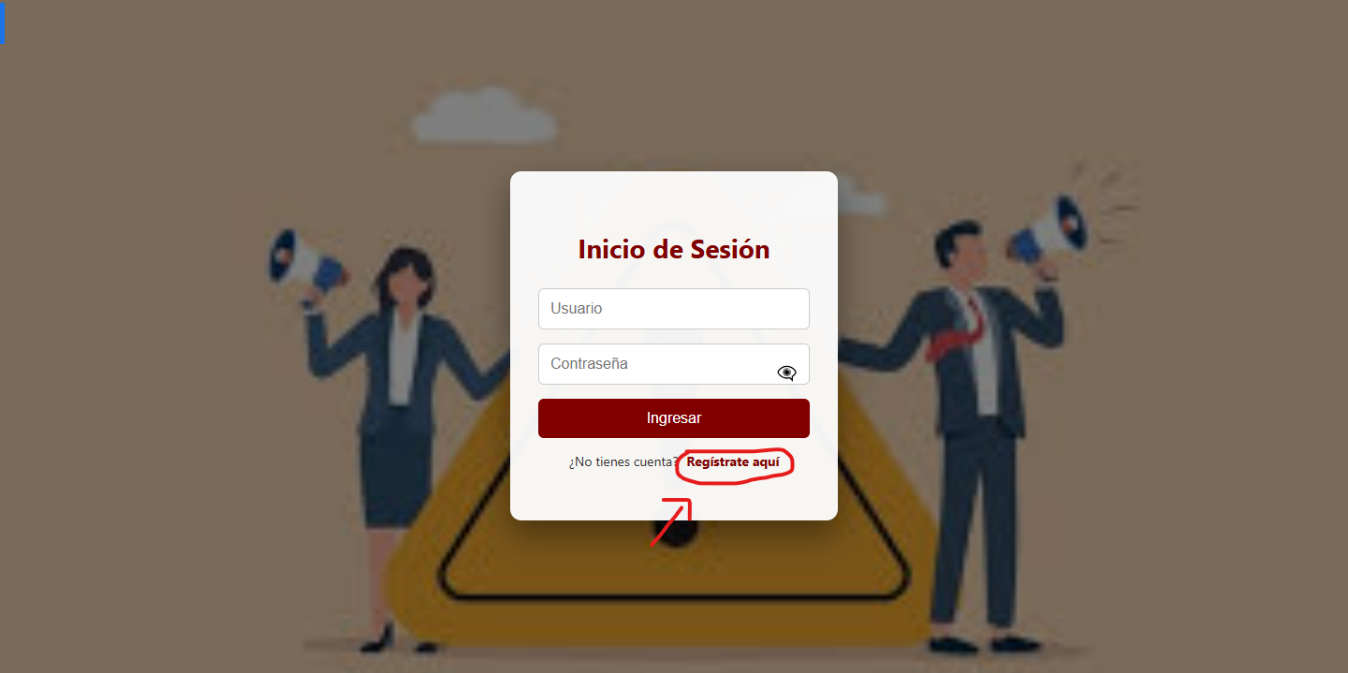 Inicio de Sesión
Usuario
Contraseña
Ingresar
¿No tienes cuenta? Regístrate aquí